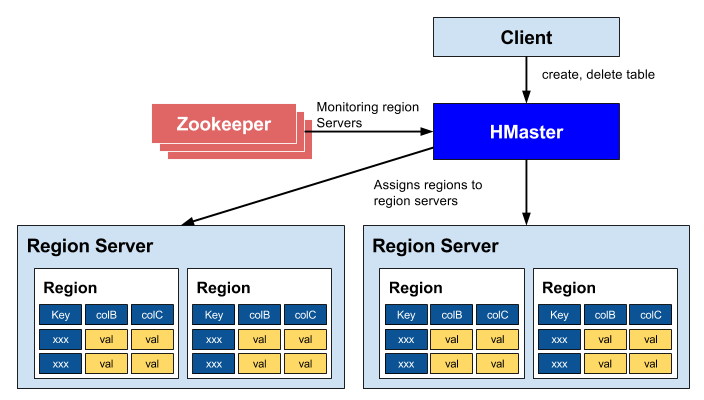 Client
create, delete table
Zookeeper
Monitoring region
Servers
HMaster
Assigns regions to
region servers
Region Server
Region
Key colB colC
xxx val val
xxx val val
Region
Key colB colC
xxx val val
xxx val val
Region Server
Region
Key colB colC
xxx val val
xxx val val
Region
Key colB colC
xxx val val
xxx val val